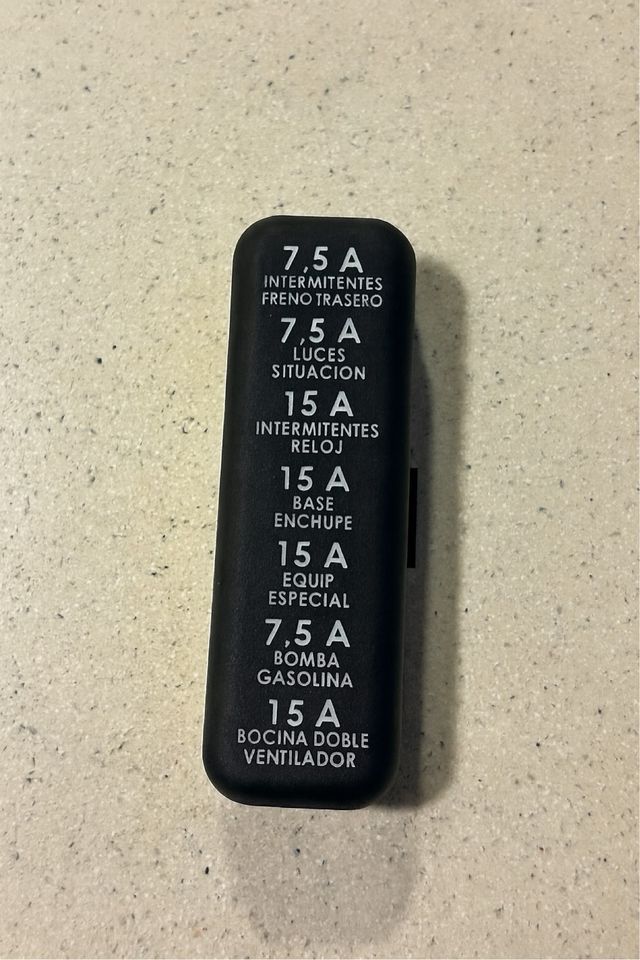 7,5 A
INTERMITENTES
FRENO TRASERO
7,5 A
LUCES
SITUACION
15 A
INTERMITENTES
RELOJ
15 A
BASE
ENCHUPE
15 A
EQUIP
ESPECIAL
7,5 A
BOMBA
GASOLINA
15 A
BOCINA DOBLE
VENTILADOR